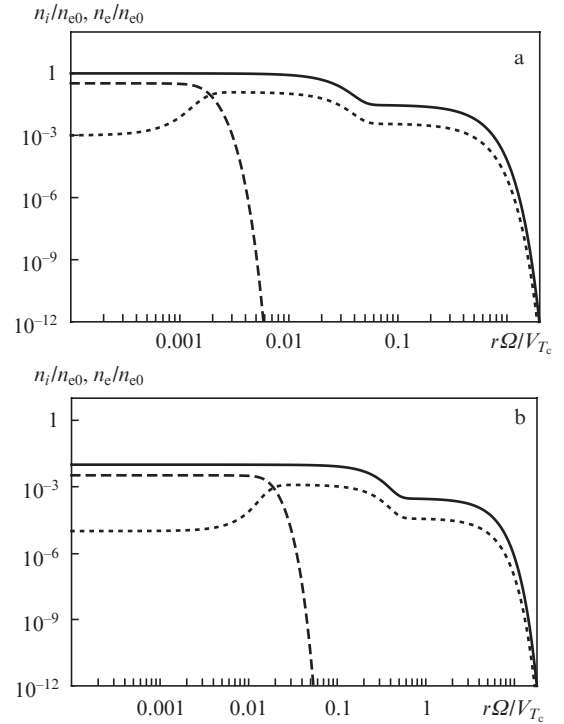 n_i/n_e0, n_e/n_e0
a
1
10⁻³
10⁻⁶
10⁻⁹
10⁻¹²
0.001 0.01 0.1 rΩ/V_Tc
n_i/n_e0, n_e/n_e0
b
1
10⁻³
10⁻⁶
10⁻⁹
10⁻¹²
0.001 0.01 0.1 1 rΩ/V_Tc